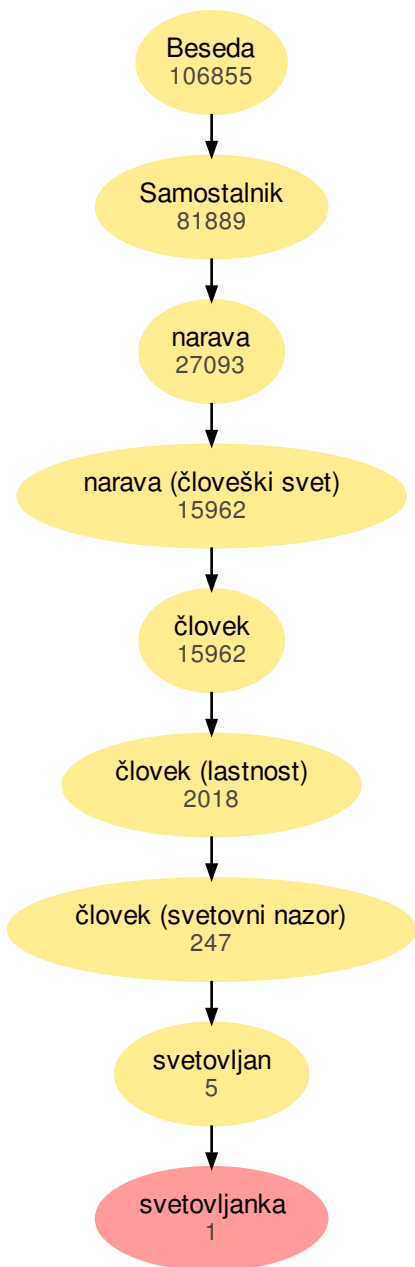 Beseda
106855
Samostalnik
81889
narava
27093
narava (človeški svet)
15962
človek
15962
človek (lastnost)
2018
človek (svetovni nazor)
247
svetovljan
5
svetovljanka
1